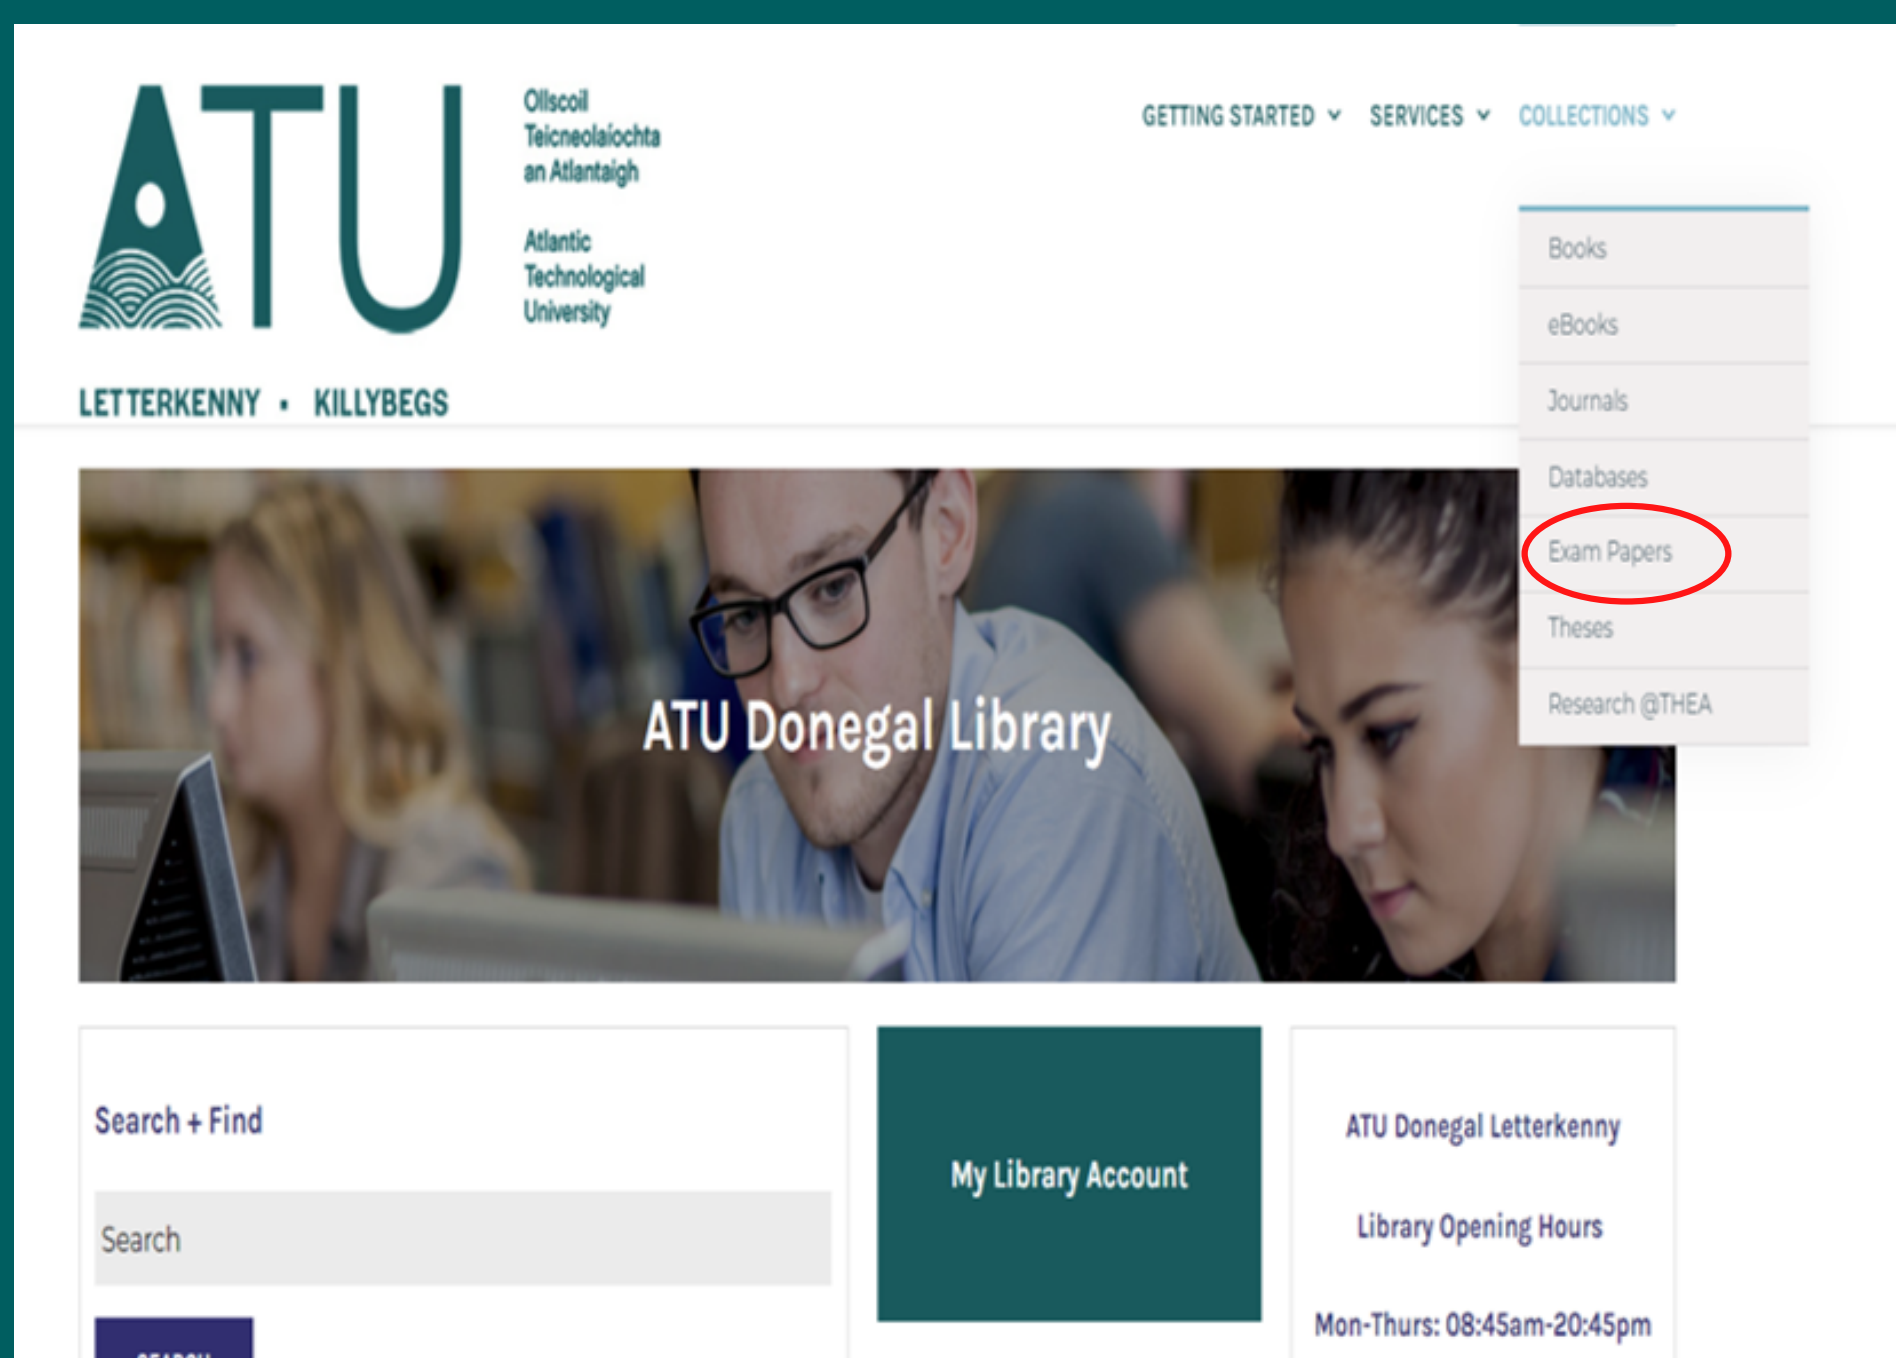 ATU
Ollscoil
Teicneolaíochta
an Atlantaigh
Atlantic
Technological
University
LETTERKENNY ▪ KILLYBEGS
GETTING STARTED
SERVICES
COLLECTIONS
Books
eBooks
Journals
Databases
Exam Papers
Theses
Research @THEA
ATU Donegal Library
Search + Find
Search
SEARCH
My Library Account
ATU Donegal Letterkenny
Library Opening Hours
Mon-Thurs: 08:45am-20:45pm